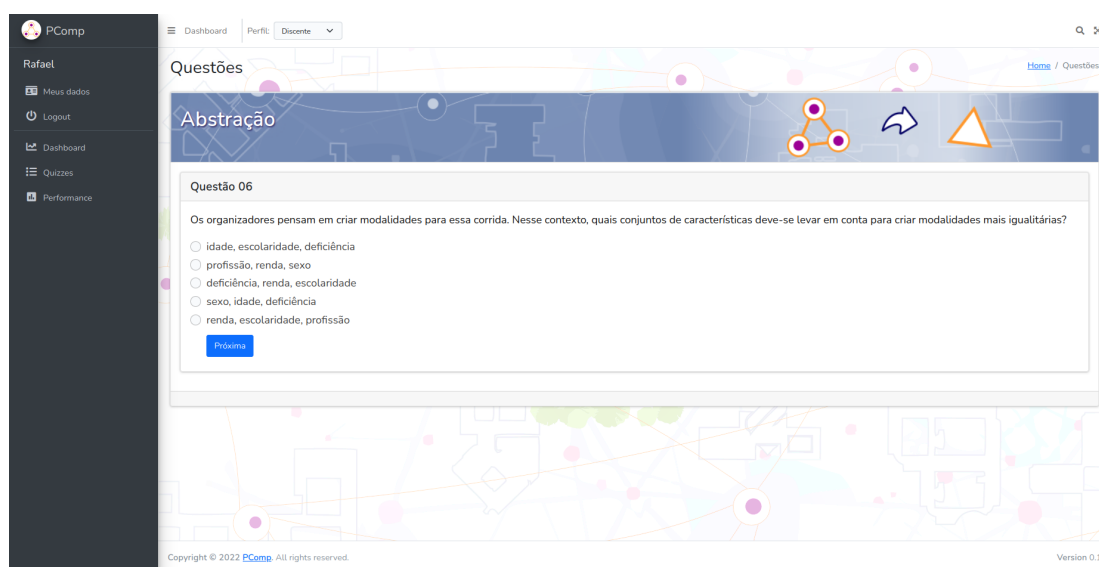 PComp
Dashboard
Perfil:
Discente
Rafael
Questões
Home / Questões
Meus dados
Logout
Abstração
Dashboard
Quizzes
Performance
Questão 06
Os organizadores pensam em criar modalidades para essa corrida. Nesse contexto, quais conjuntos de características deve-se levar em conta para criar modalidades mais igualitárias?
idade, escolaridade, deficiência
profissão, renda, sexo
deficiência, renda, escolaridade
sexo, idade, deficiência
renda, escolaridade, profissão
Próxima
Copyright © 2022 PComp. All rights reserved.
Version 0.1